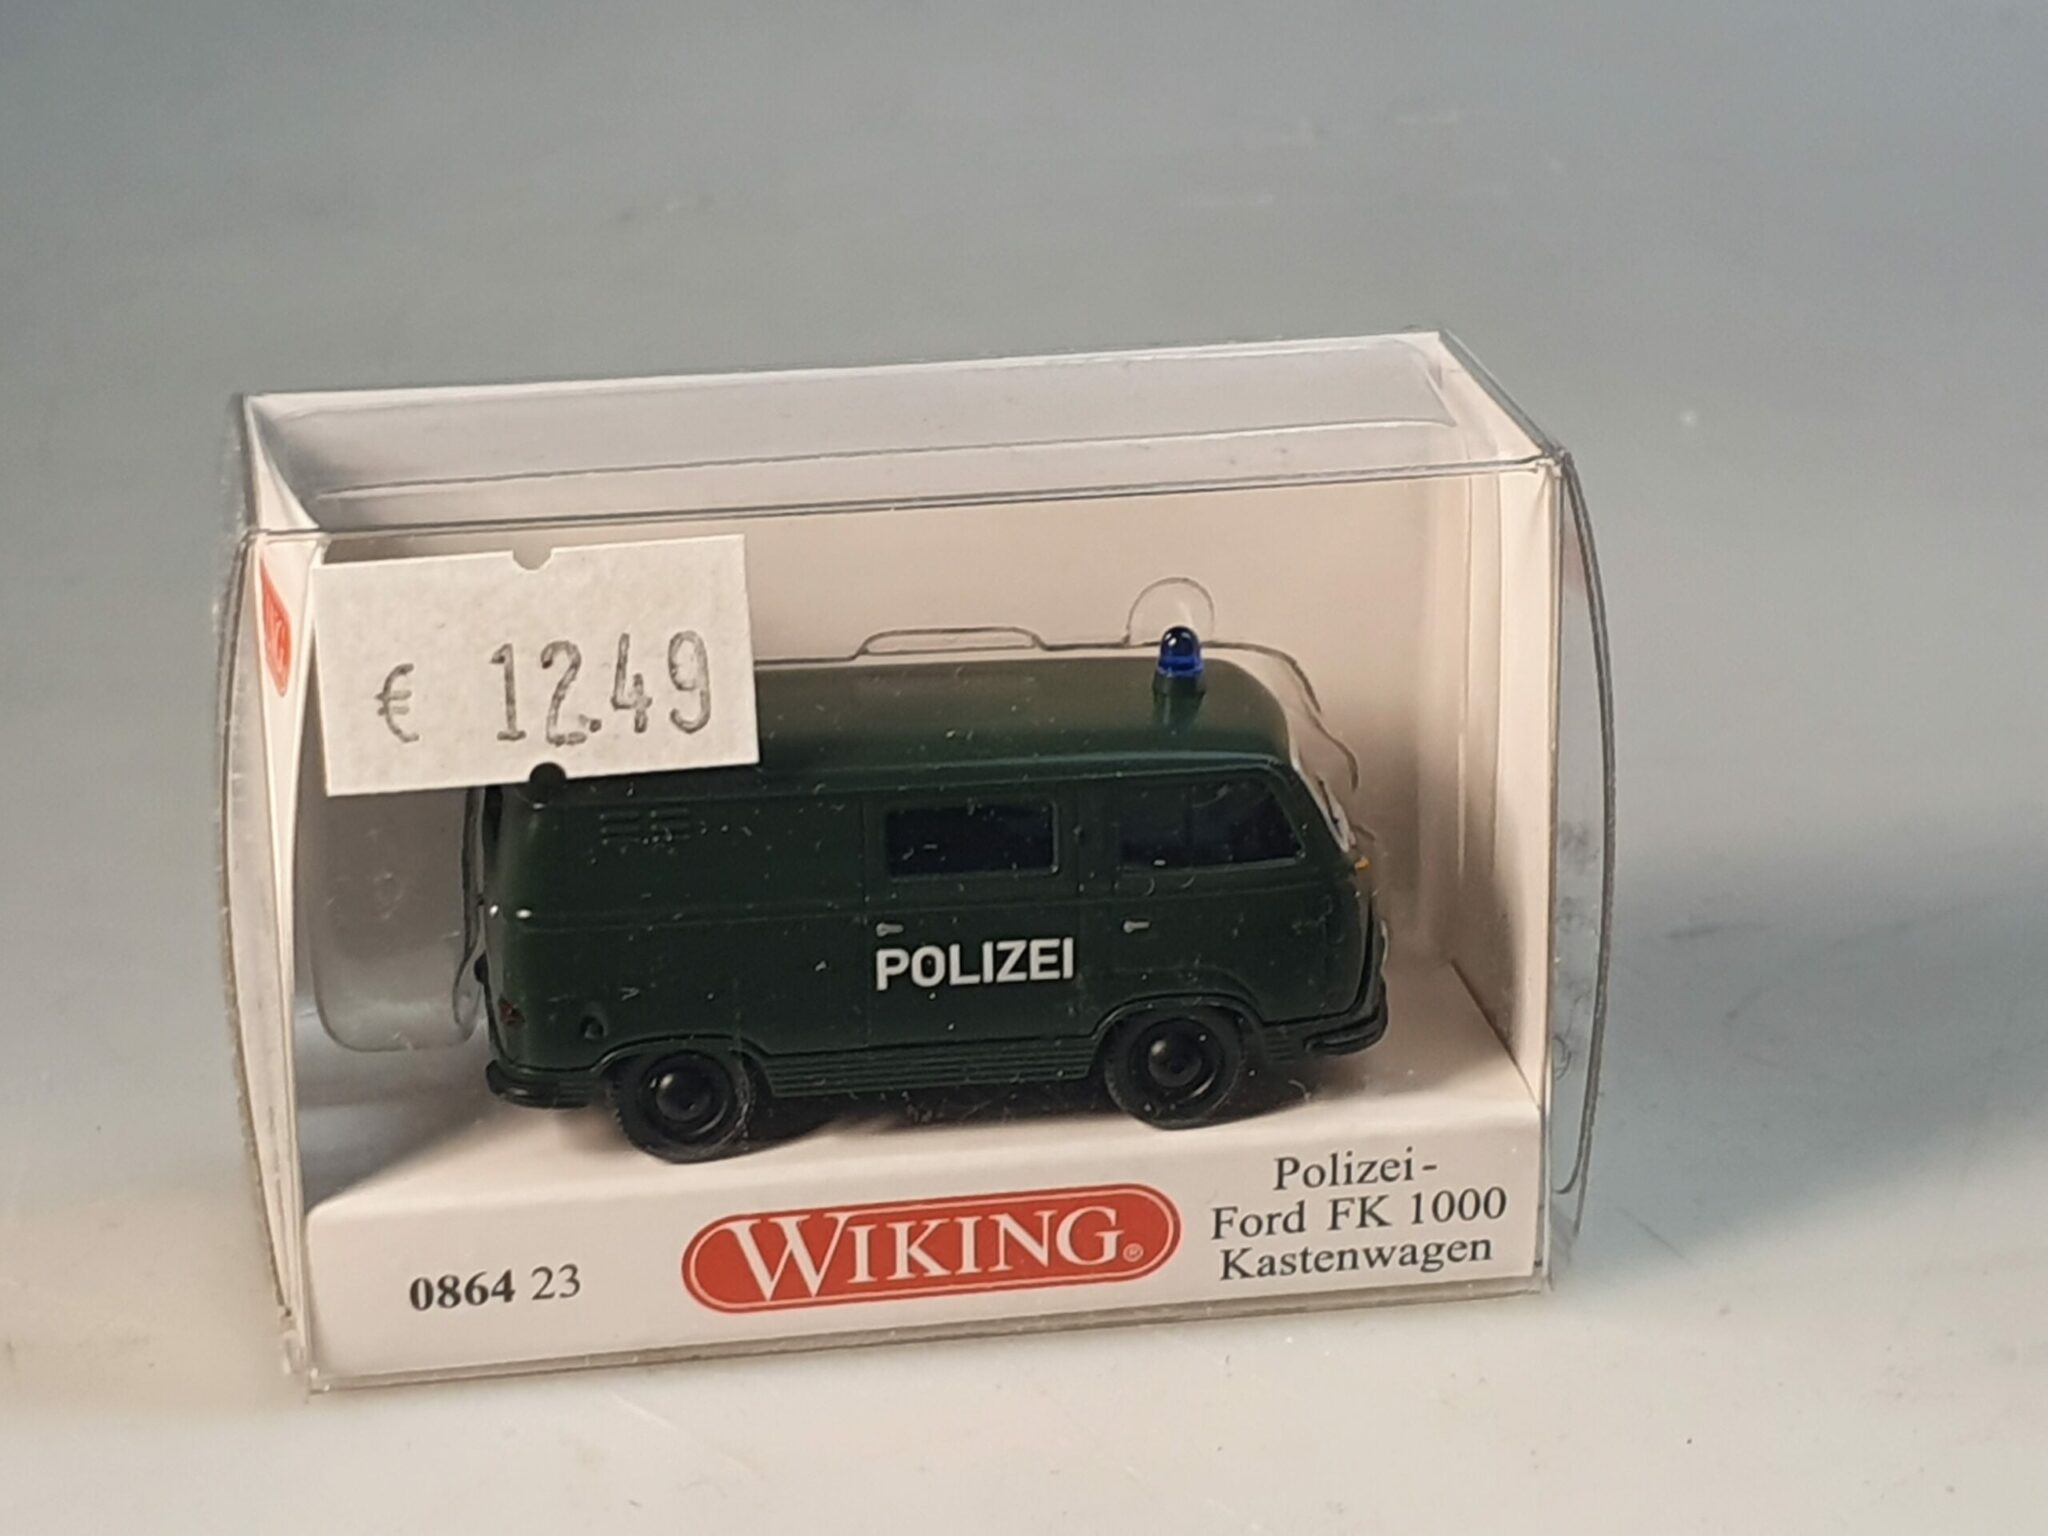 € 12.49
POLIZEI
0864 23
WIKING®
Polizei-
Ford FK 1000
Kastenwagen